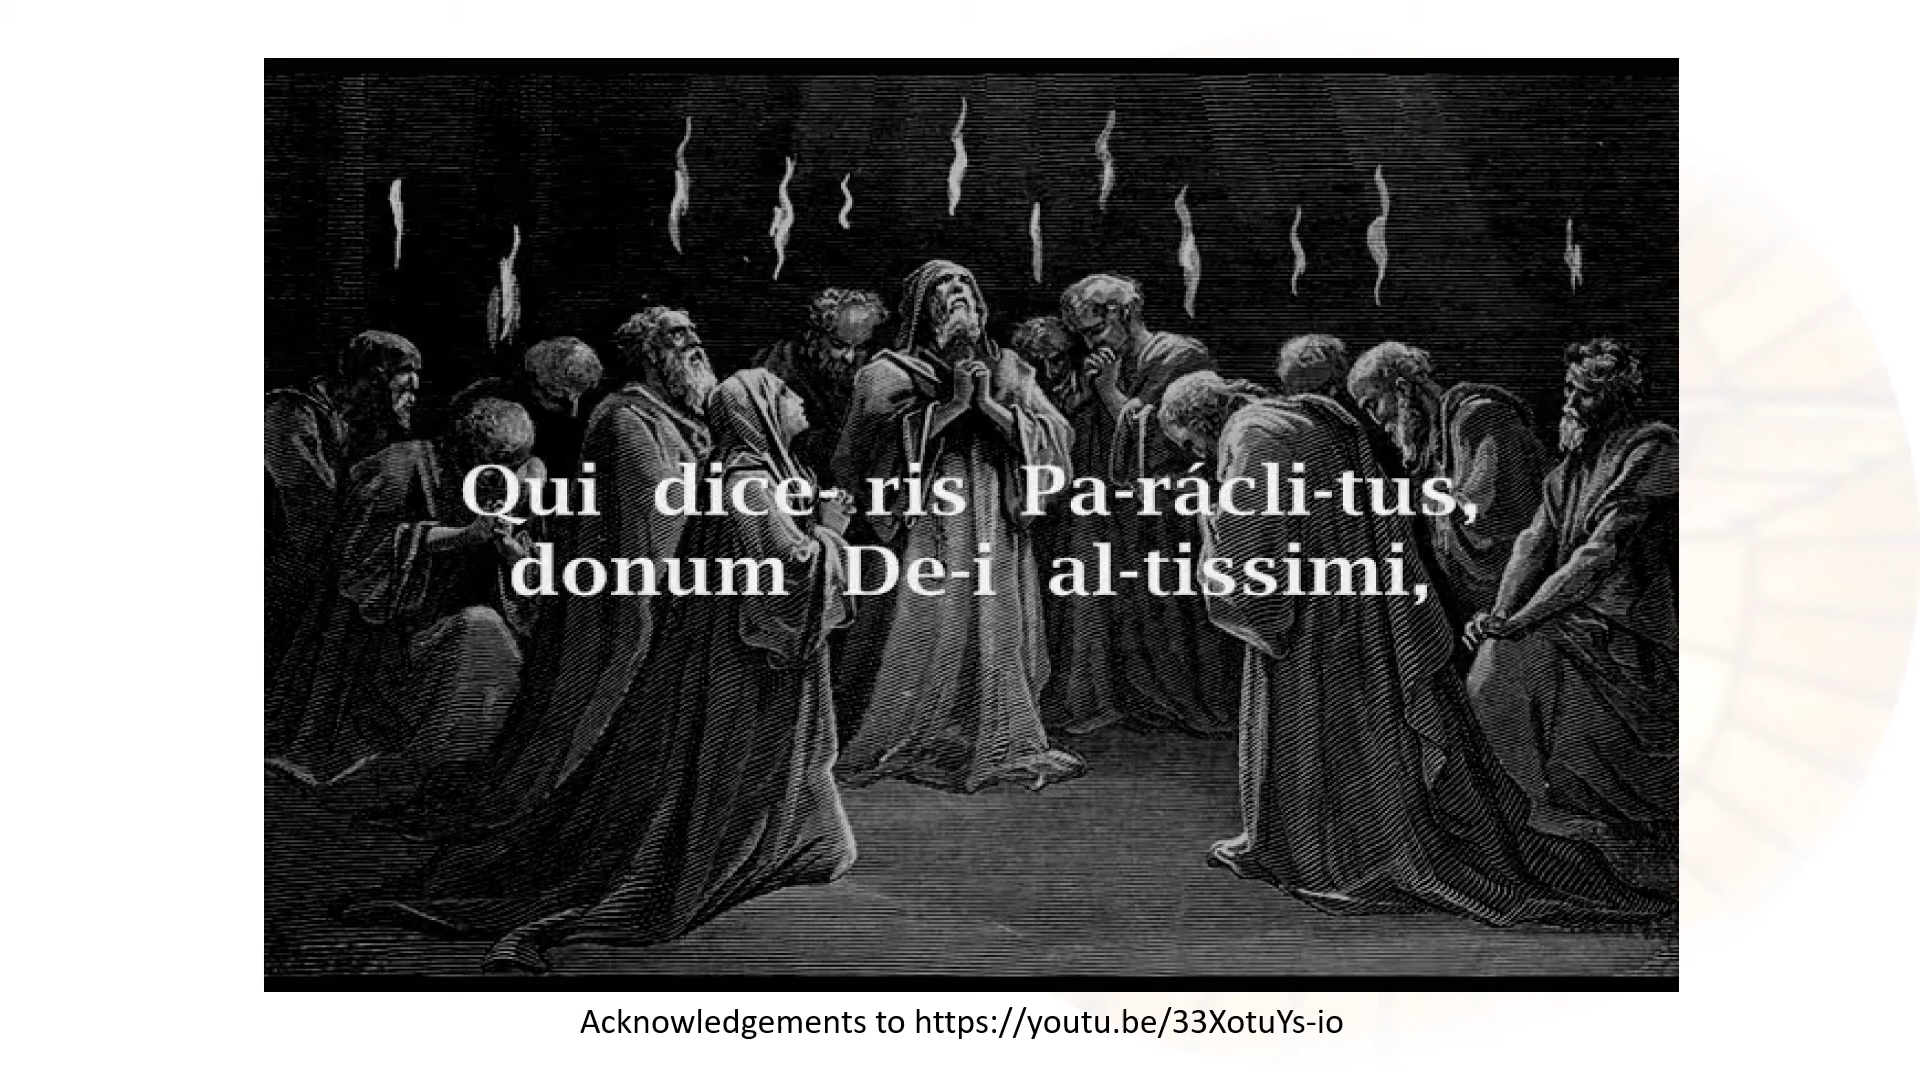 Qui dice- ris Pa-rácli-tus,
donum De-i al-tissimi,
Acknowledgements to https://youtu.be/33XotuYs-io